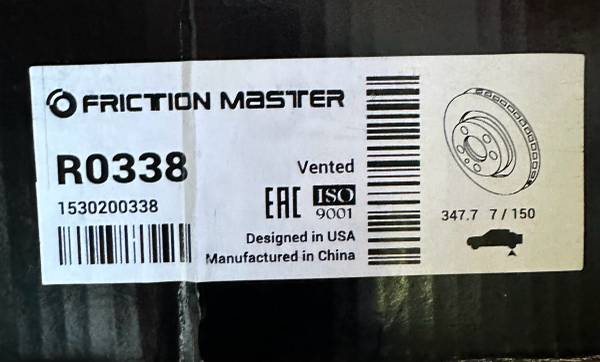 FRICTION MASTER
R0338
1530200338
Vented
EAC ISO
9001
Designed in USA
Manufactured in China
347.7 7 / 150